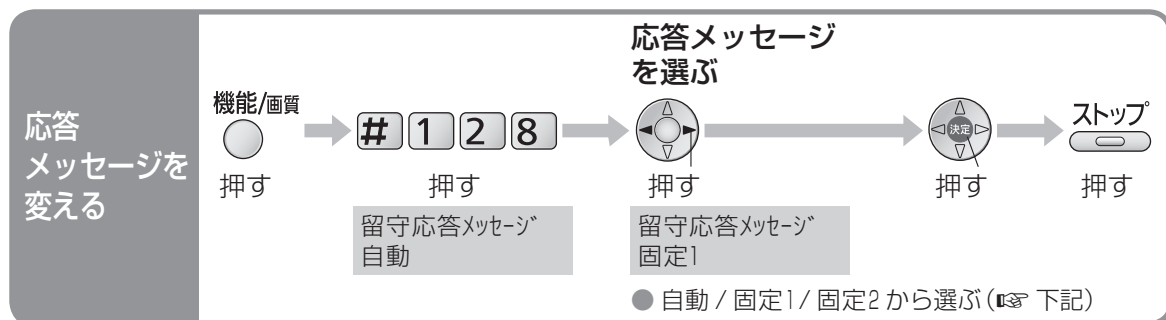 応答
メッセージを
変える
機能/画質
押す
# 1 2 8
押す
留守応答ﾒｯｾｰｼﾞ
自動
応答メッセージ
を選ぶ
押す
留守応答ﾒｯｾｰｼﾞ
固定1
●自動 / 固定1/ 固定2 から選ぶ(☞ 下記)
決定
押す
ストップ
押す